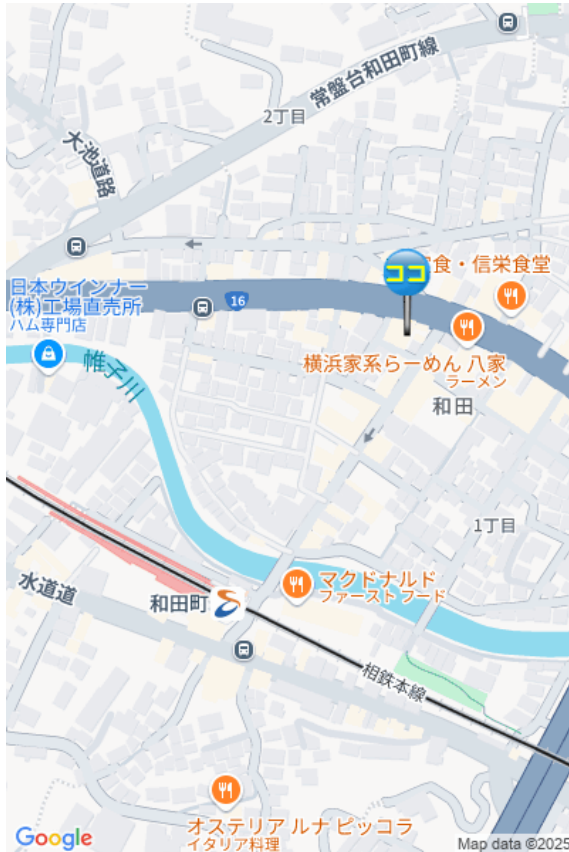 常盤台和田町線
2丁目
大池道路
ココ
食・信栄食堂
日本ウインナー
(株)工場直売所
ハム専門店
16
横浜家系らーめん 八家
ラーメン
帷子川
和田
1丁目
マクドナルド
ファースト フード
水道道
和田町
相鉄本線
オステリア ルナ ピッコラ
イタリア料理
Google
Map data ©2025